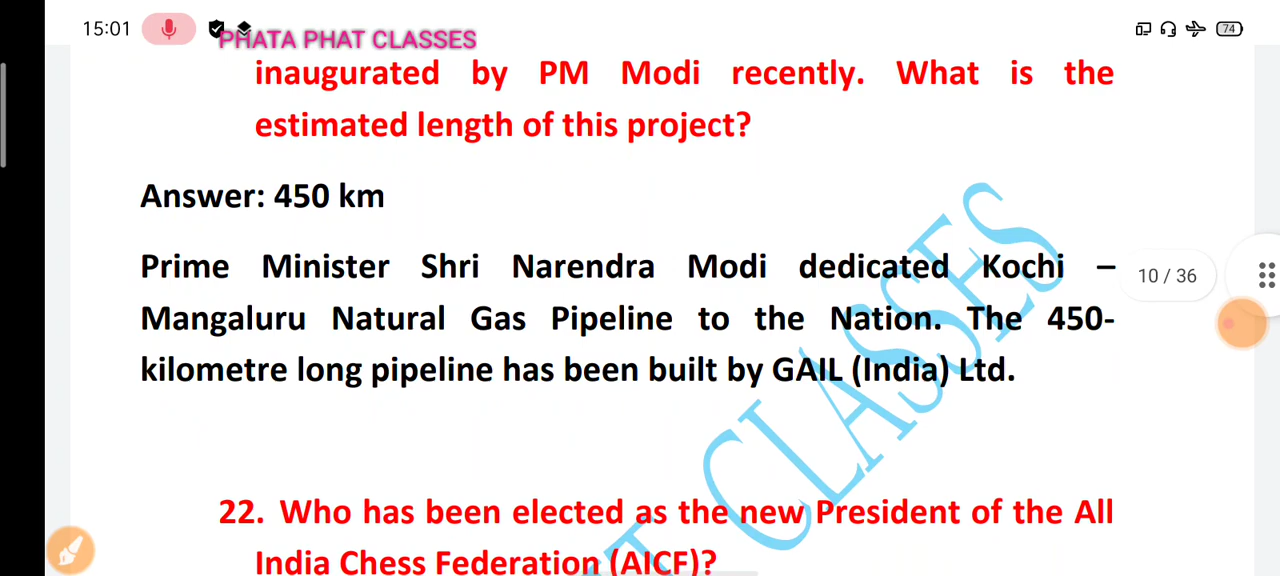 15:01
74
PHATA PHAT CLASSES
inaugurated by PM Modi recently. What is the
estimated length of this project?
Answer: 450 km
Prime Minister Shri Narendra Modi dedicated Kochi –
Mangaluru Natural Gas Pipeline to the Nation. The 450-
kilometre long pipeline has been built by GAIL (India) Ltd.
10 / 36
CLASSES
22. Who has been elected as the new President of the All
India Chess Federation (AICF)?